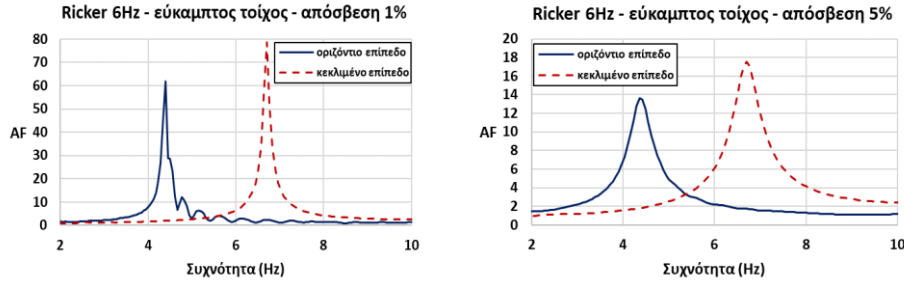 Ricker 6Hz - εύκαμπτος τοίχος - απόσβεση 1%
80
70
60
50
40
30
20
10
0
AF
οριζόντιο επίπεδο
κεκλιμένο επίπεδο
2 4 6 8 10
Συχνότητα (Hz)
Ricker 6Hz - εύκαμπτος τοίχος - απόσβεση 5%
20
18
16
14
12
10
8
6
4
2
0
AF
οριζόντιο επίπεδο
κεκλιμένο επίπεδο
2 4 6 8 10
Συχνότητα (Hz)